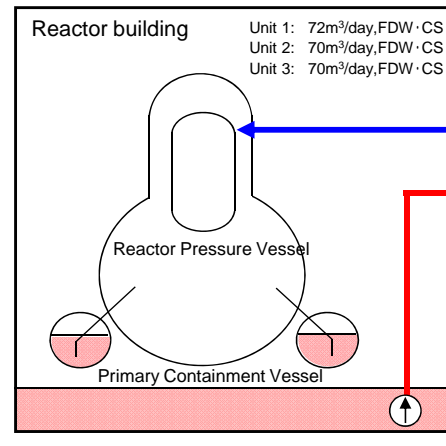 Reactor building
Unit 1: 72m³/day,FDW・CS
Unit 2: 70m³/day,FDW・CS
Unit 3: 70m³/day,FDW・CS
Reactor Pressure Vessel
Primary Containment Vessel